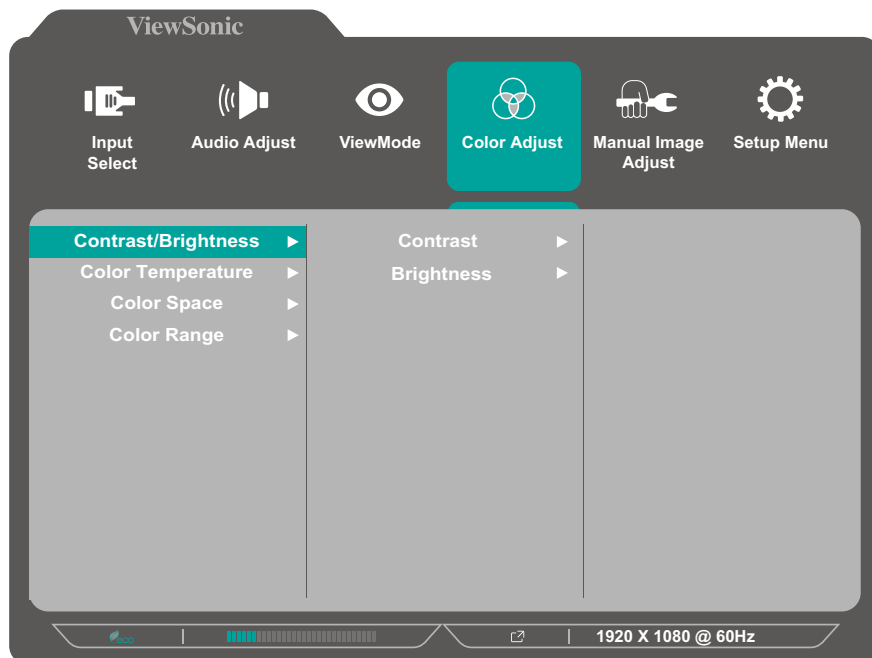 ViewSonic
Input Select
Audio Adjust
ViewMode
Color Adjust
Manual Image Adjust
Setup Menu
Contrast/Brightness
Color Temperature
Color Space
Color Range
Contrast
Brightness
eco
1920 X 1080 @ 60Hz